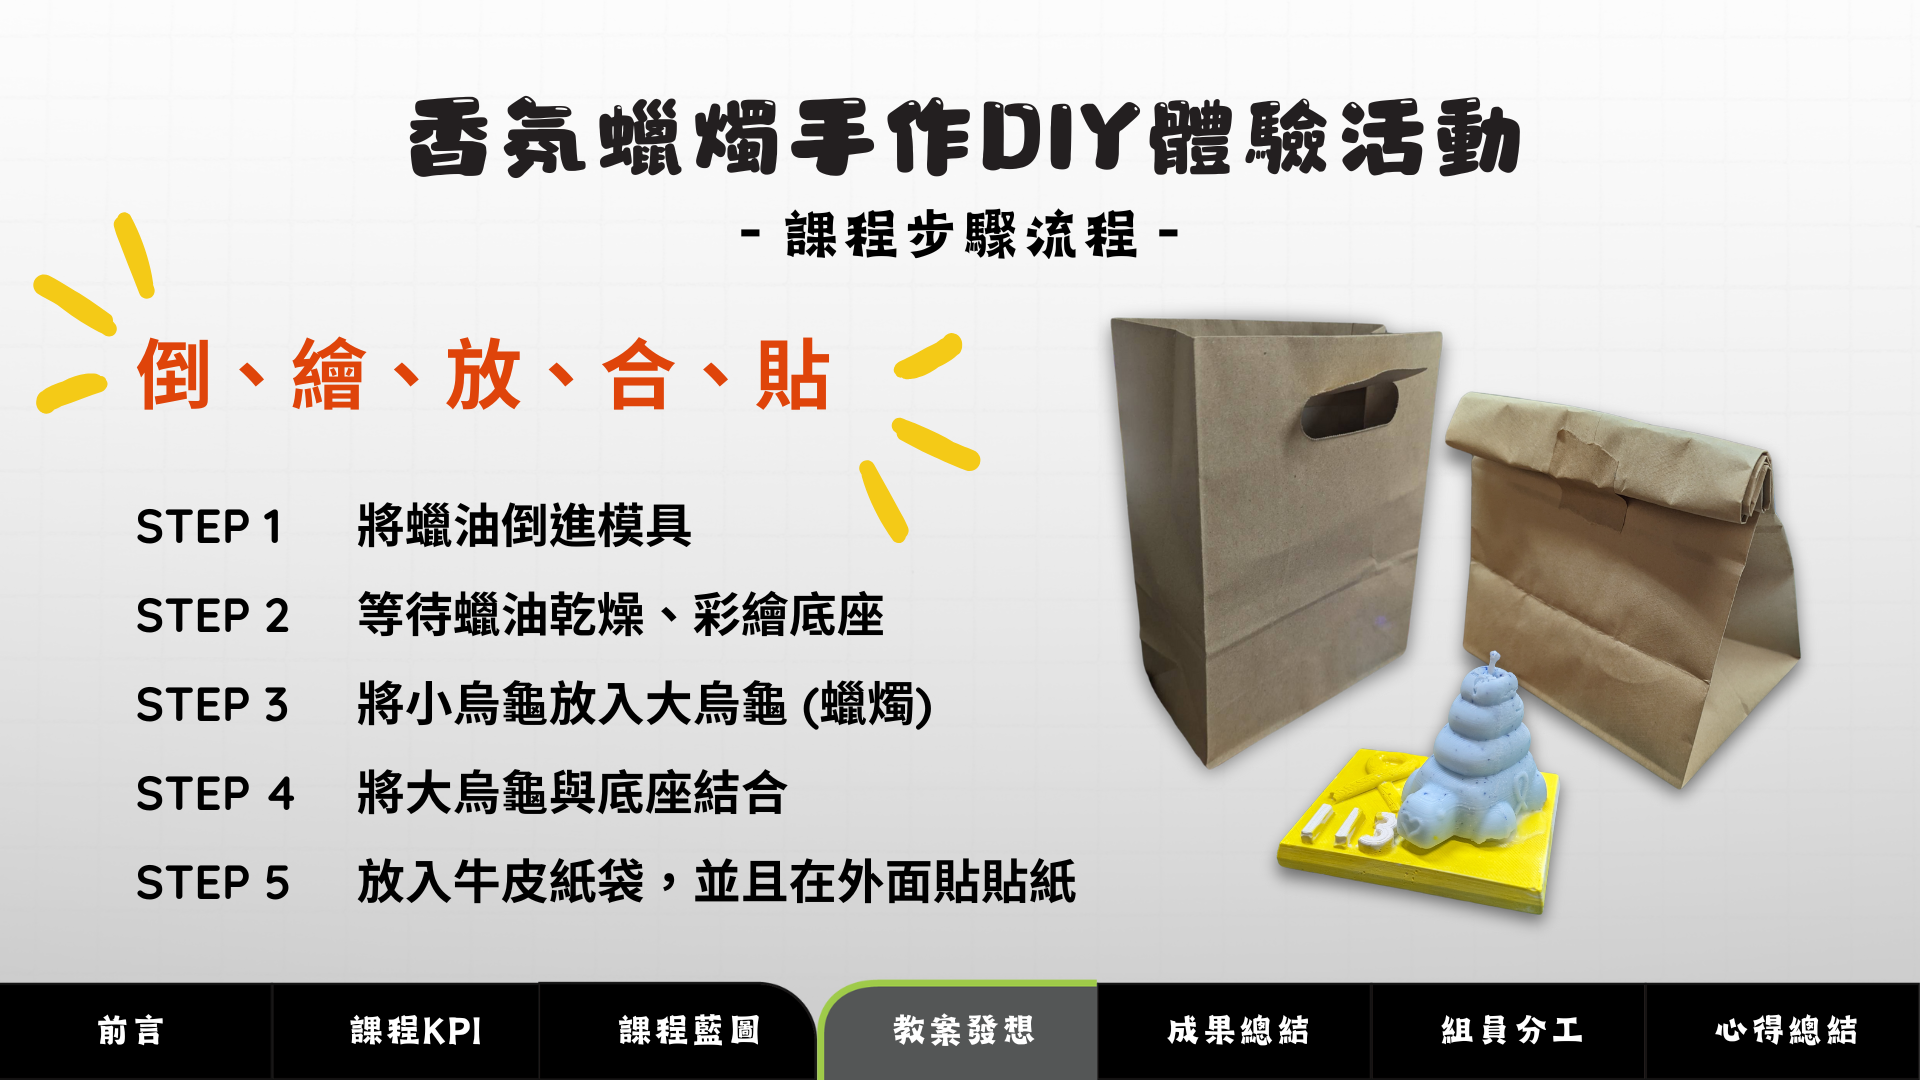 香氛蠟燭手作DIY體驗活動
- 課程步驟流程 -
倒、繪、放、合、貼
STEP 1 將蠟油倒進模具
STEP 2 等待蠟油乾燥、彩繪底座
STEP 3 將小烏龜放入大烏龜 (蠟燭)
STEP 4 將大烏龜與底座結合
STEP 5 放入牛皮紙袋，並且在外面貼貼紙
113
前言 課程KPI 課程藍圖 教案發想 成果總結 組員分工 心得總結